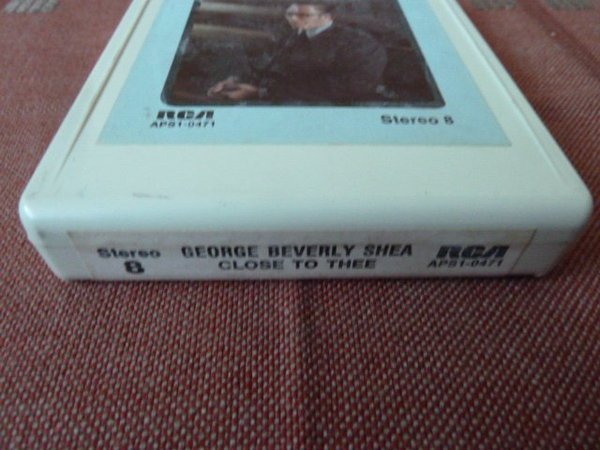 RCA
APS1-0471
Stereo 8
Stereo 8
GEORGE BEVERLY SHEA
CLOSE TO THEE
RCA
APS1-0471